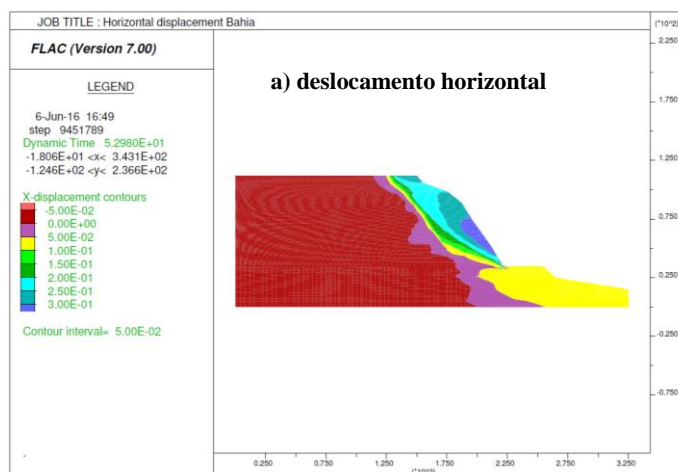 JOB TITLE : Horizontal displacement Bahia
FLAC (Version 7.00)
LEGEND
6-Jun-16 16:49
step 9451789
Dynamic Time 5.2980E+01
-1.806E+01 <x< 3.431E+02
-1.246E+02 <y< 2.366E+02
X-displacement contours
-5.00E-02
0.00E+00
5.00E-02
1.00E-01
1.50E-01
2.00E-01
2.50E-01
3.00E-01
Contour interval= 5.00E-02
a) deslocamento horizontal
(*10^2)
2.250
1.750
1.250
0.750
0.250
-0.250
-0.750
0.250 0.750 1.250 1.750 2.250 2.750 3.250